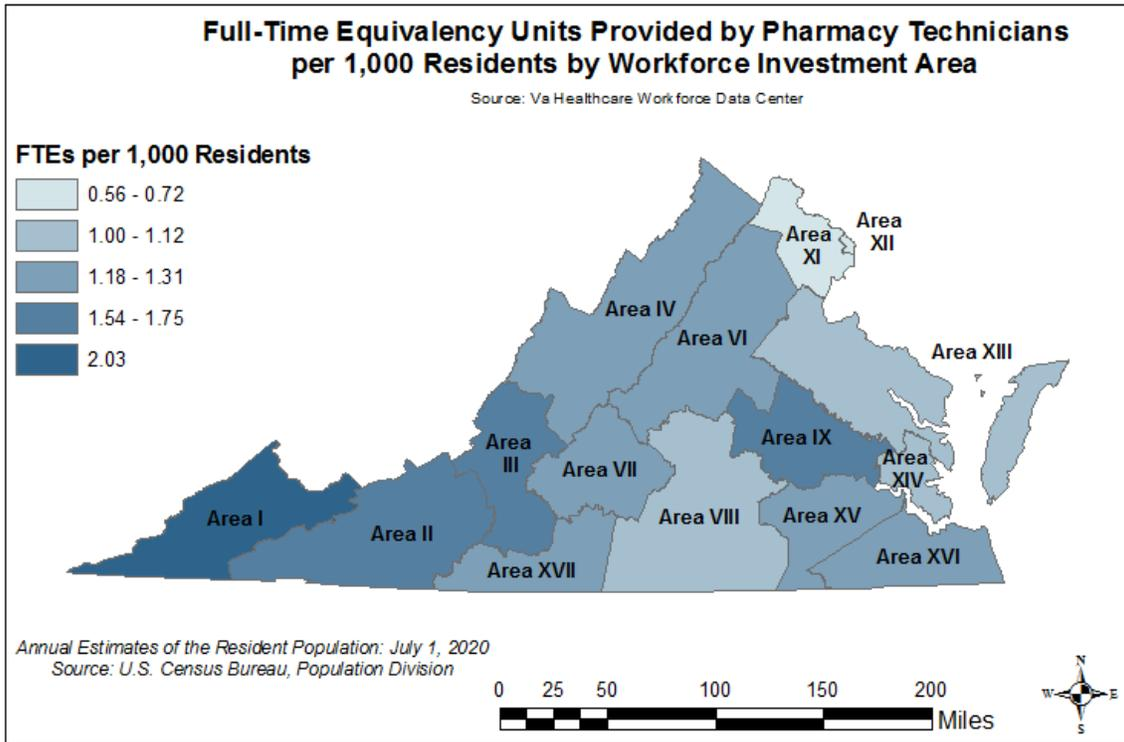 Full-Time Equivalency Units Provided by Pharmacy Technicians
per 1,000 Residents by Workforce Investment Area
Source: Va Healthcare Workforce Data Center
FTEs per 1,000 Residents
0.56 - 0.72
1.00 - 1.12
1.18 - 1.31
1.54 - 1.75
2.03
Area
XII
Area
XI
Area IV
Area VI
Area XIII
Area
III
Area IX
Area VII
Area
XIV
Area I
Area II
Area VIII
Area XV
Area XVI
Area XVII
Annual Estimates of the Resident Population: July 1, 2020
Source: U.S. Census Bureau, Population Division
0 25 50 100 150 200
Miles
N
W E
S